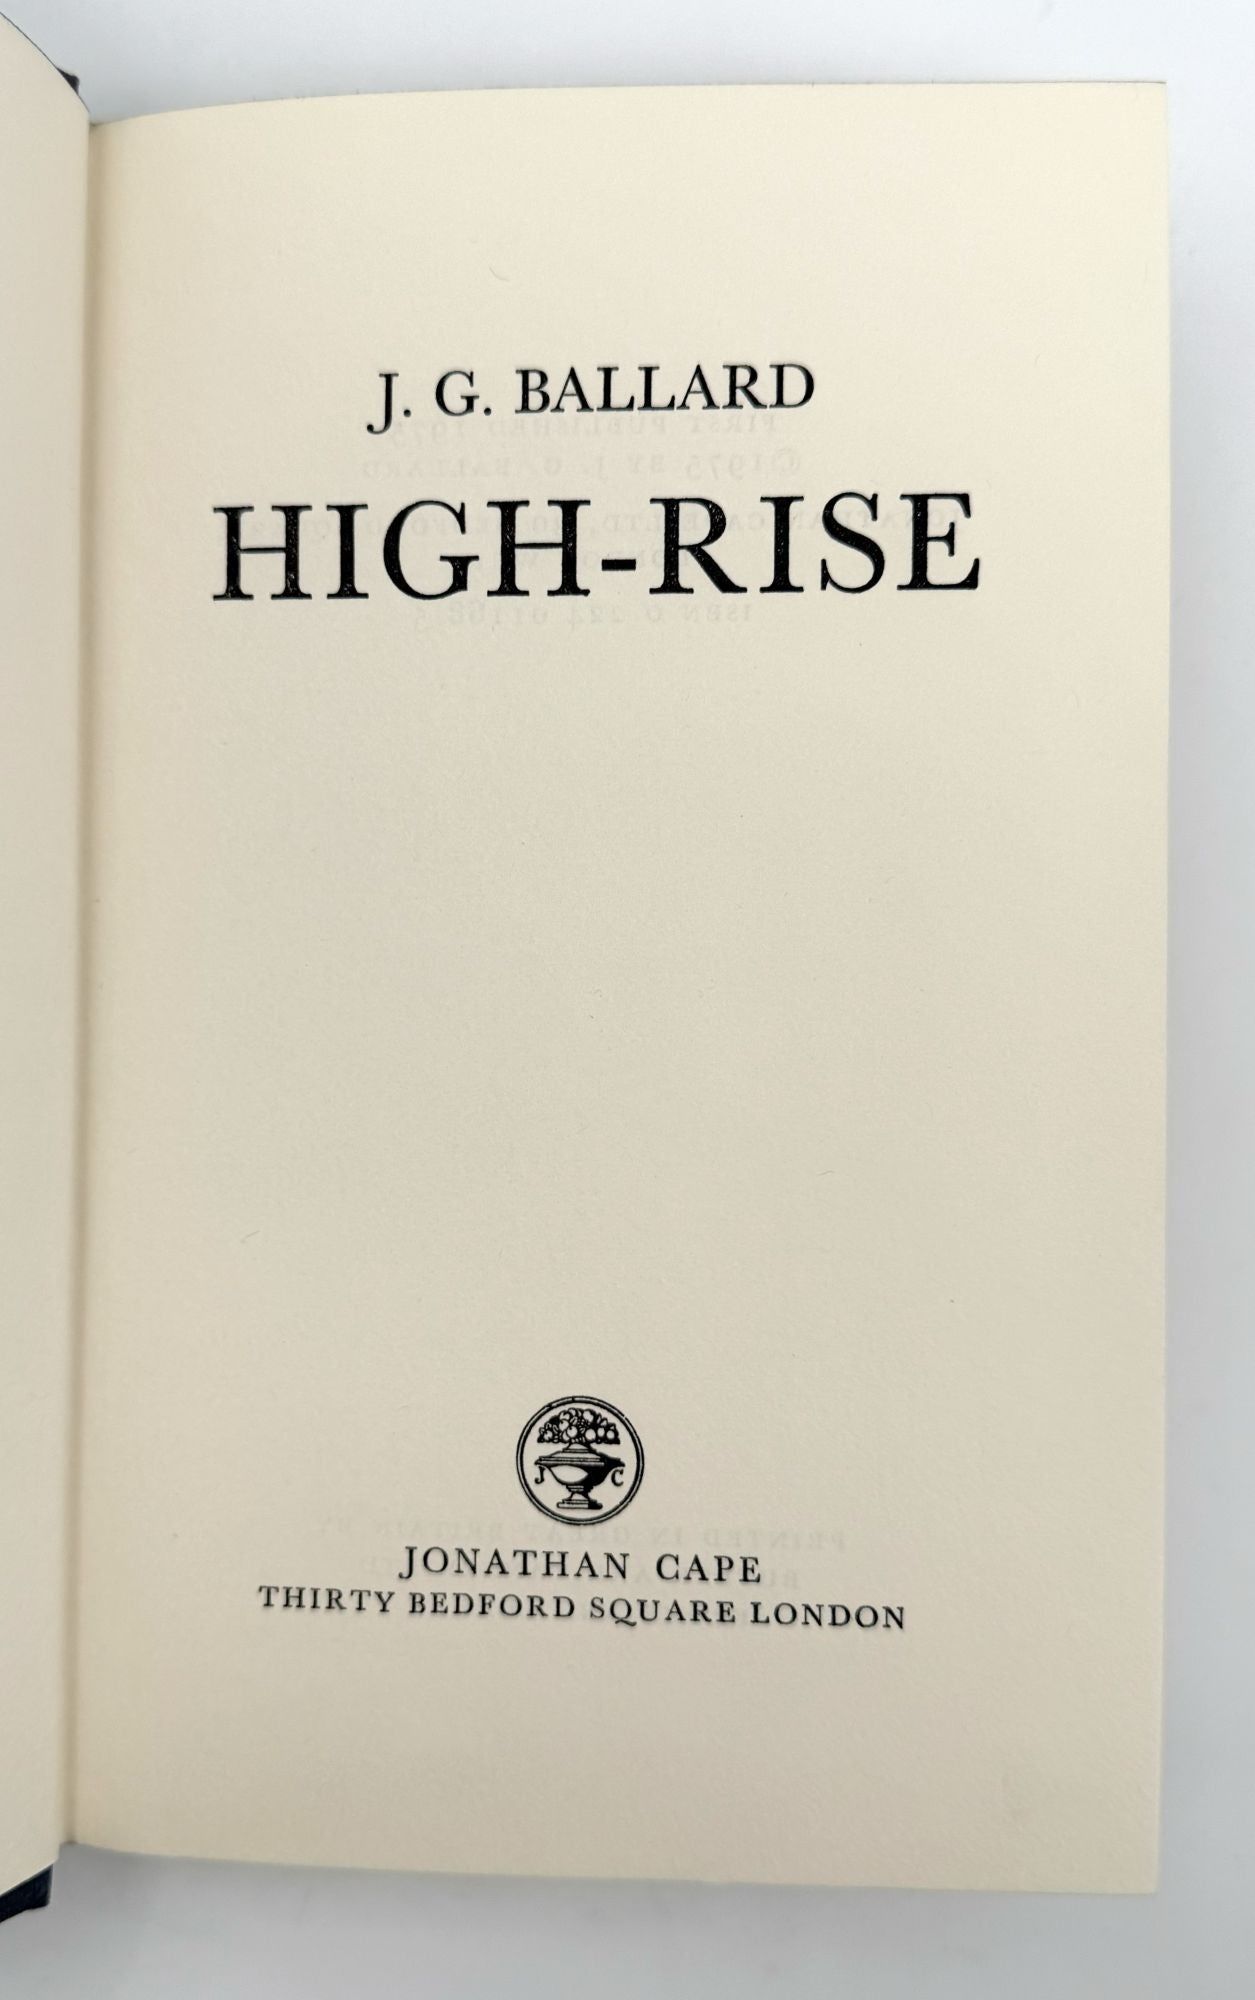 J. G. BALLARD
HIGH-RISE
J C
JONATHAN CAPE
THIRTY BEDFORD SQUARE LONDON